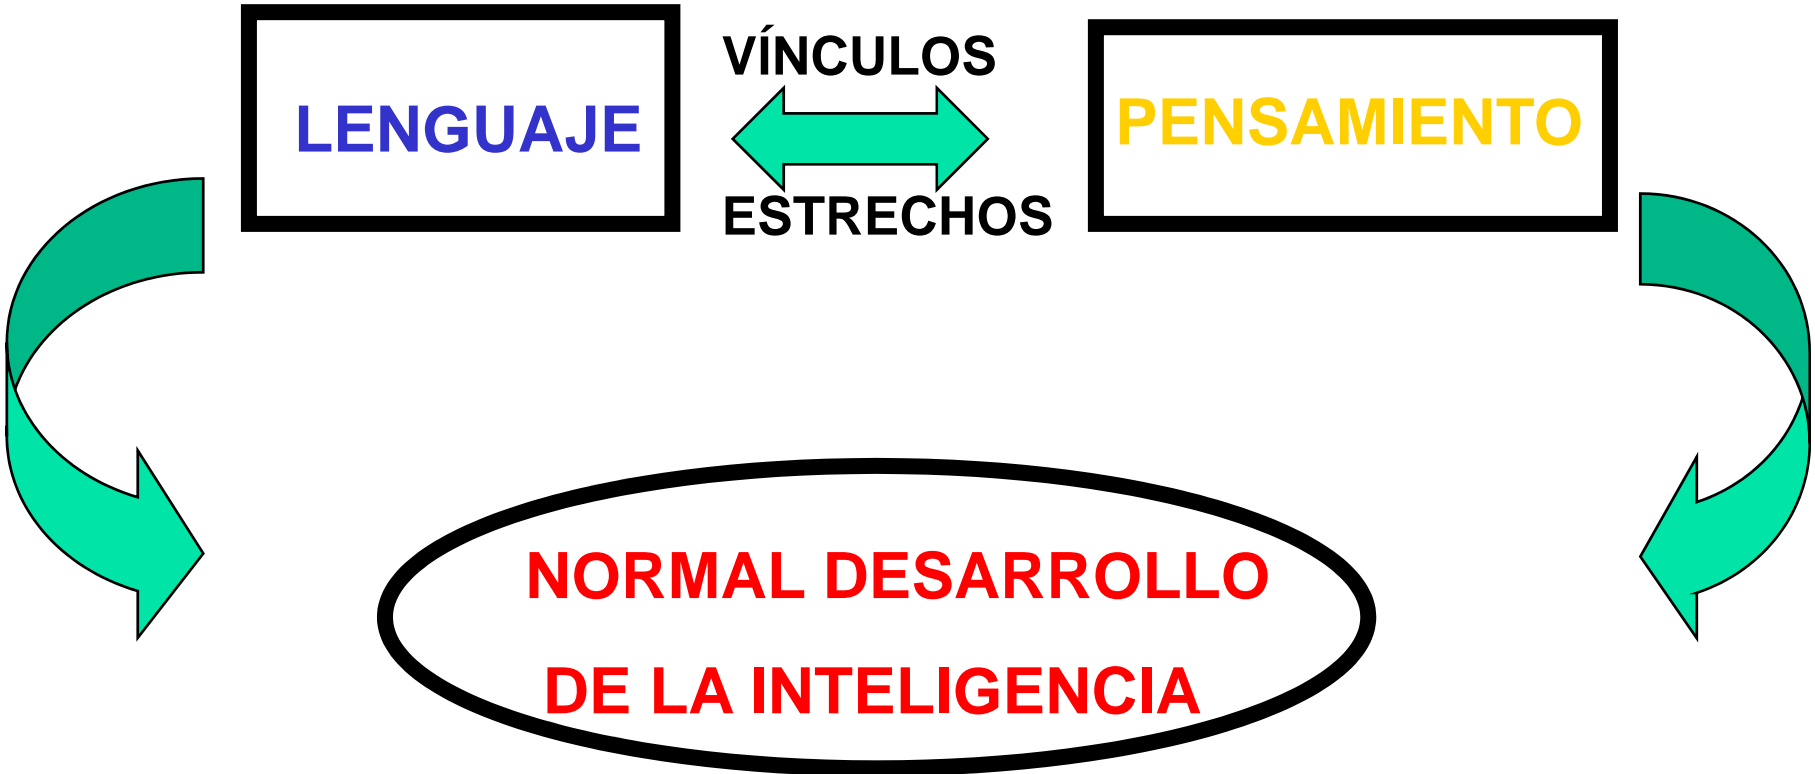 LENGUAJE
VÍNCULOS
ESTRECHOS
PENSAMIENTO
NORMAL DESARROLLO
DE LA INTELIGENCIA